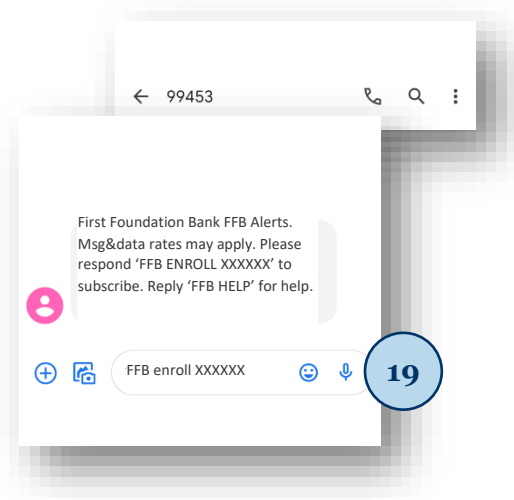 99453
First Foundation Bank FFB Alerts.
Msg&data rates may apply. Please
respond ‘FFB ENROLL XXXXXX’ to
subscribe. Reply ‘FFB HELP’ for help.
FFB enroll XXXXXX
19